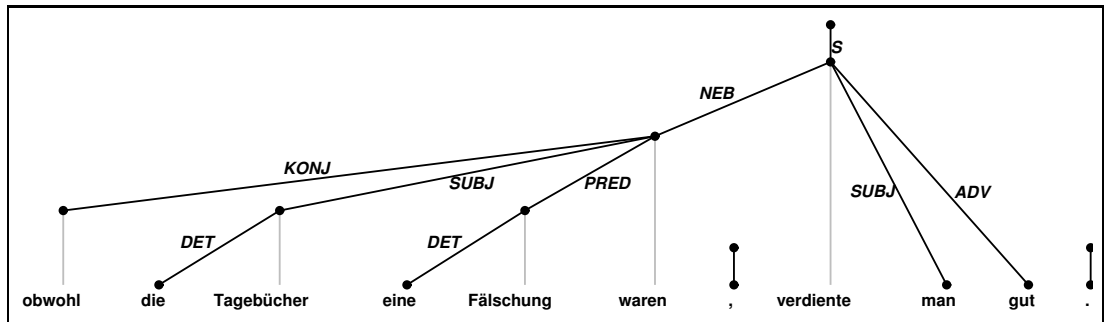 S
NEB
KONJ
SUBJ PRED SUBJ ADV
DET DET
obwohl die Tagebücher eine Fälschung waren , verdiente man gut .